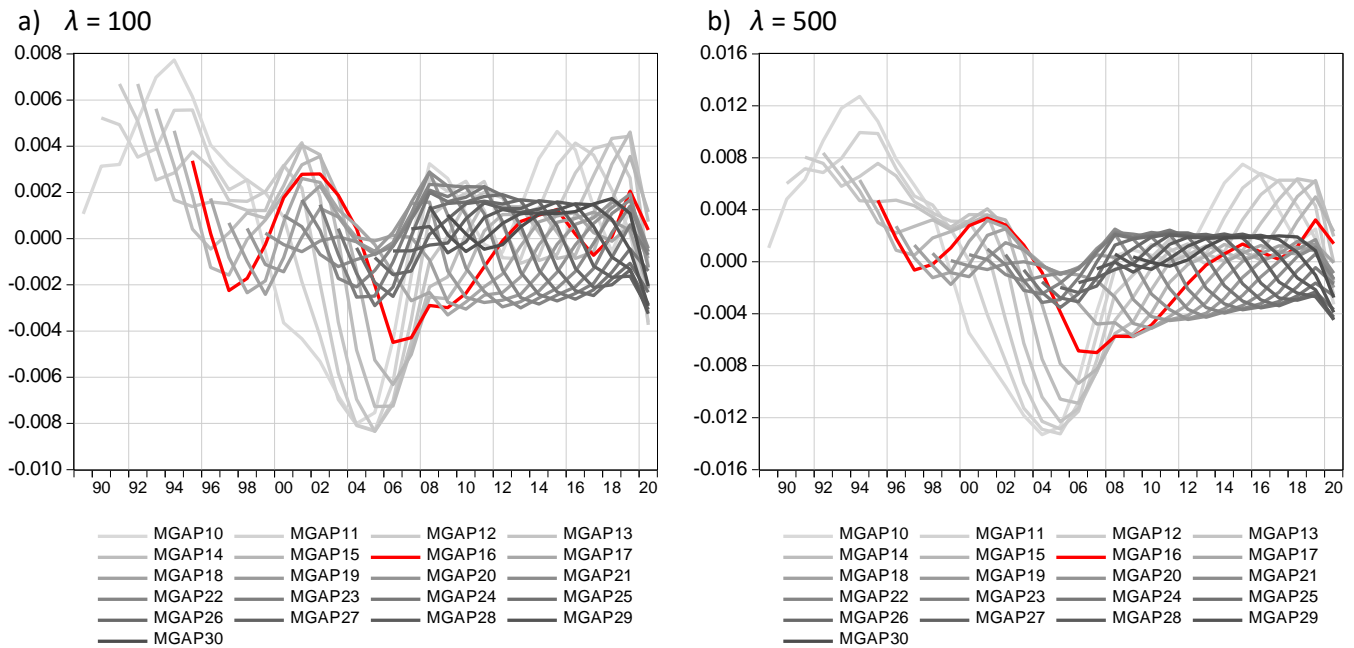 a) λ = 100
0.008
0.006
0.004
0.002
0.000
-0.002
-0.004
-0.006
-0.008
-0.010
90 92 94 96 98 00 02 04 06 08 10 12 14 16 18 20
MGAP10 MGAP11 MGAP12 MGAP13
MGAP14 MGAP15 MGAP16 MGAP17
MGAP18 MGAP19 MGAP20 MGAP21
MGAP22 MGAP23 MGAP24 MGAP25
MGAP26 MGAP27 MGAP28 MGAP29
MGAP30
b) λ = 500
0.016
0.012
0.008
0.004
0.000
-0.004
-0.008
-0.012
-0.016
90 92 94 96 98 00 02 04 06 08 10 12 14 16 18 20
MGAP10 MGAP11 MGAP12 MGAP13
MGAP14 MGAP15 MGAP16 MGAP17
MGAP18 MGAP19 MGAP20 MGAP21
MGAP22 MGAP23 MGAP24 MGAP25
MGAP26 MGAP27 MGAP28 MGAP29
MGAP30